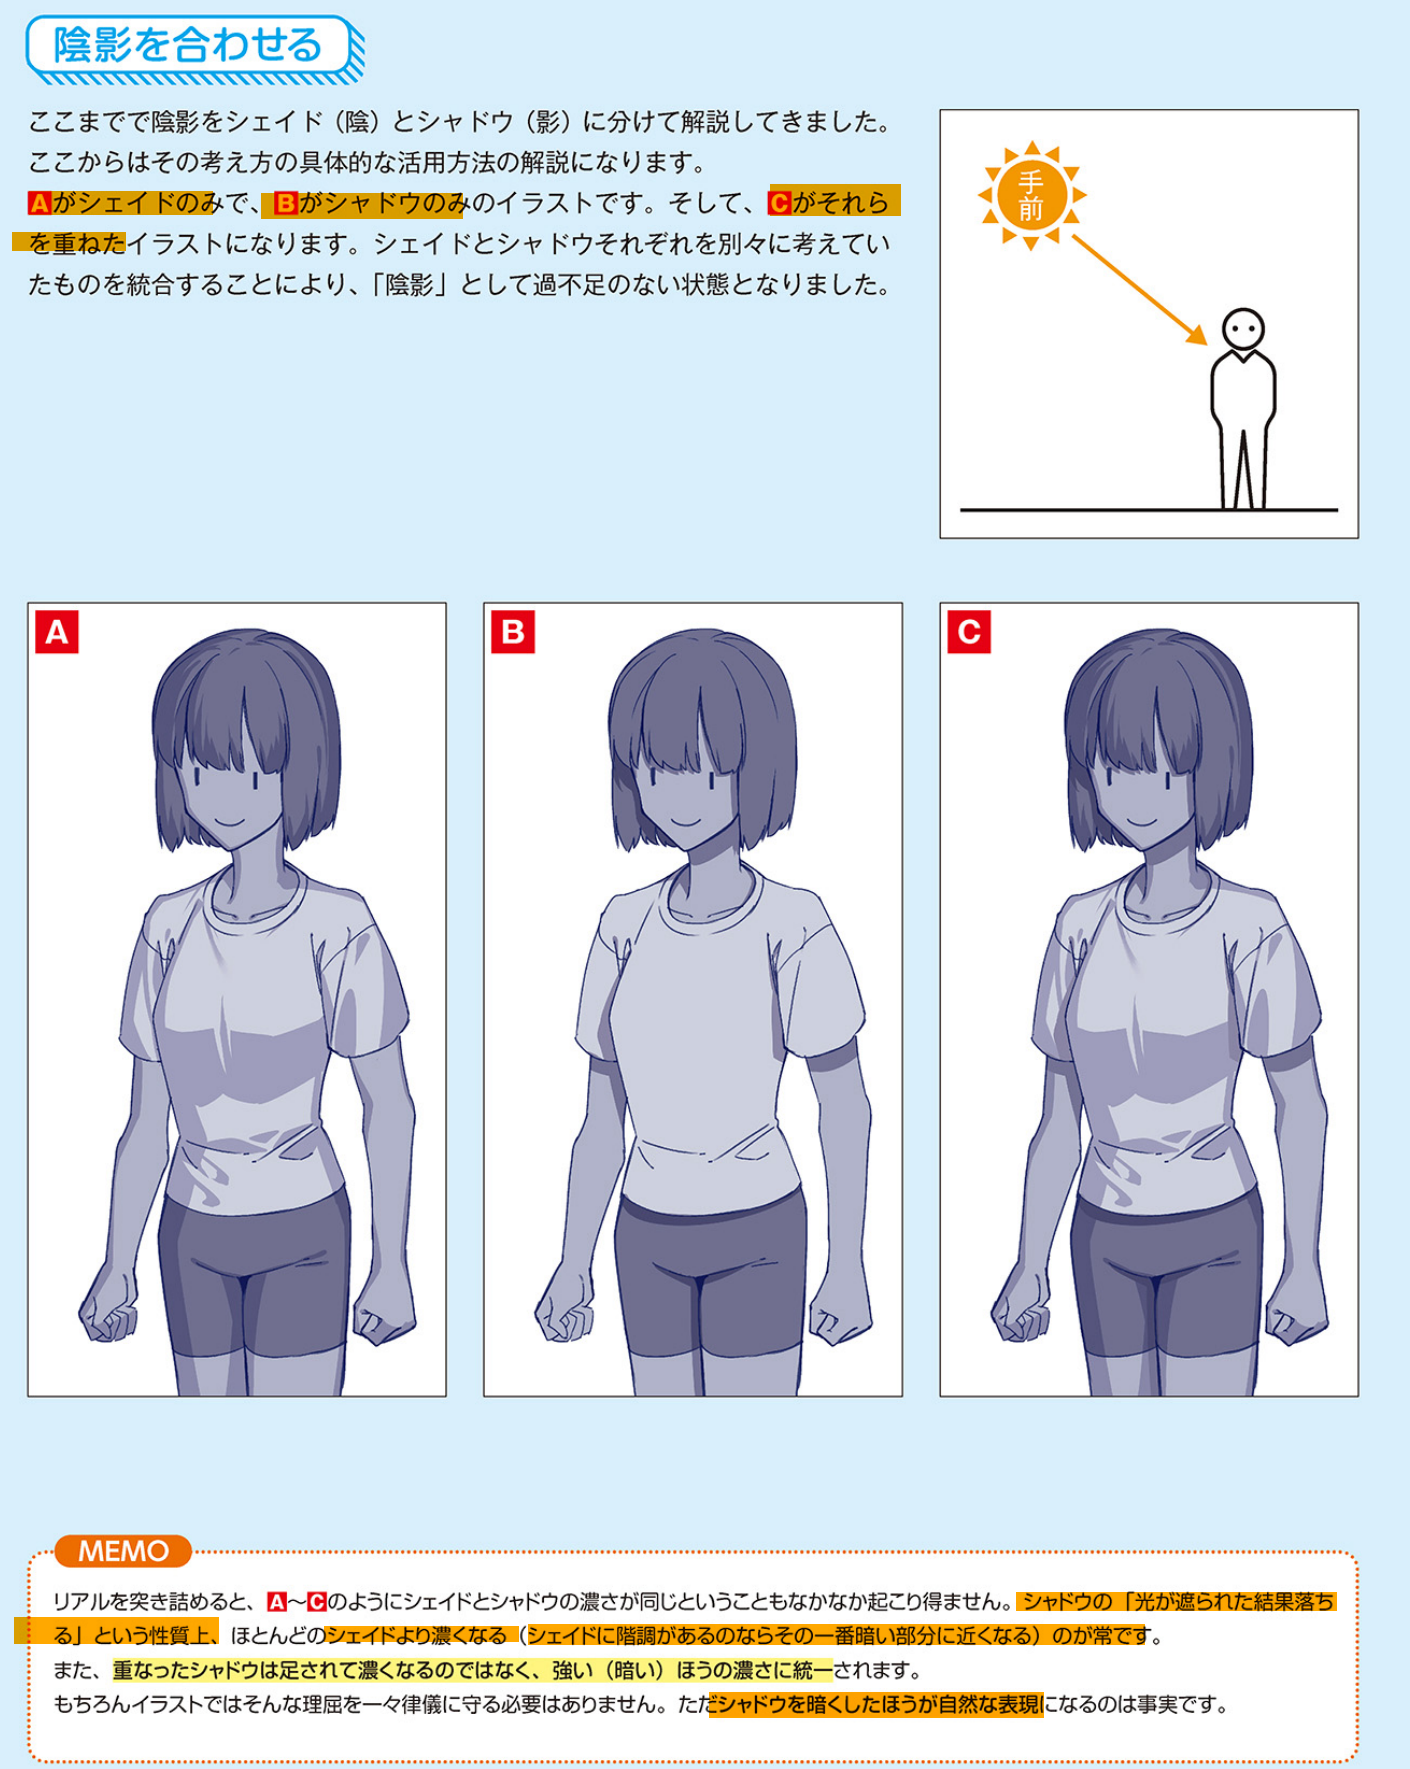 陰影を合わせる
ここまでで陰影をシェイド（陰）とシャドウ（影）に分けて解説してきました。
ここからはその考え方の具体的な活用方法の解説になります。
Aがシェイドのみで、Bがシャドウのみのイラストです。そして、Cがそれら
を重ねたイラストになります。シェイドとシャドウそれぞれを別々に考えてい
たものを統合することにより、「陰影」として過不足のない状態となりました。
手
前
A
B
C
MEMO
リアルを突き詰めると、A～Cのようにシェイドとシャドウの濃さが同じということもなかなか起こり得ません。シャドウの「光が遮られた結果落ち
る」という性質上、ほとんどのシェイドより濃くなる（シェイドに階調があるのならその一番暗い部分に近くなる）のが常です。
また、重なったシャドウは足されて濃くなるのではなく、強い（暗い）ほうの濃さに統一されます。
もちろんイラストではそんな理屈を一々律儀に守る必要はありません。ただシャドウを暗くしたほうが自然な表現になるのは事実です。